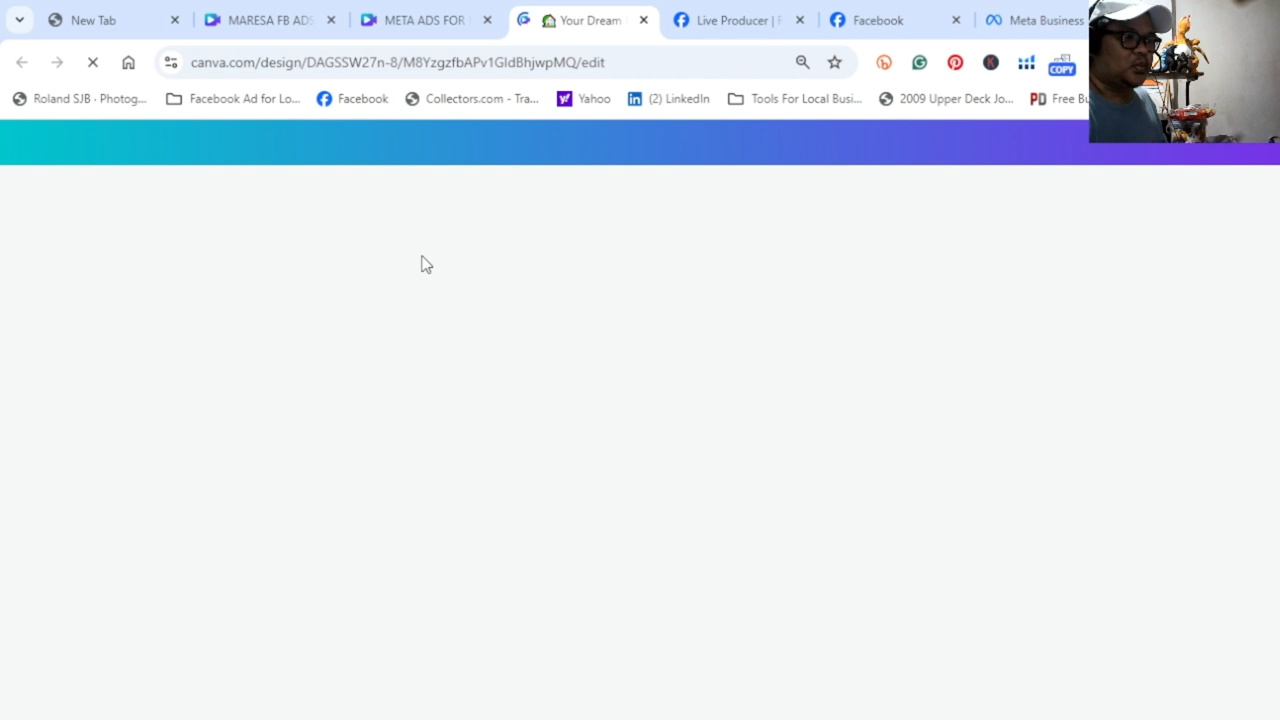 New Tab
MARESA FB ADS
META ADS FOR
Your Dream
Live Producer | F
Facebook
Meta Business
canva.com/design/DAGSSW27n-8/M8YzgzfbAPv1GldBhjwpMQ/edit
COPY
Roland SJB · Photog...
Facebook Ad for Lo...
Facebook
Collectors.com - Tra...
Yahoo
(2) LinkedIn
Tools For Local Busi...
2009 Upper Deck Jo...
PD Free Bu